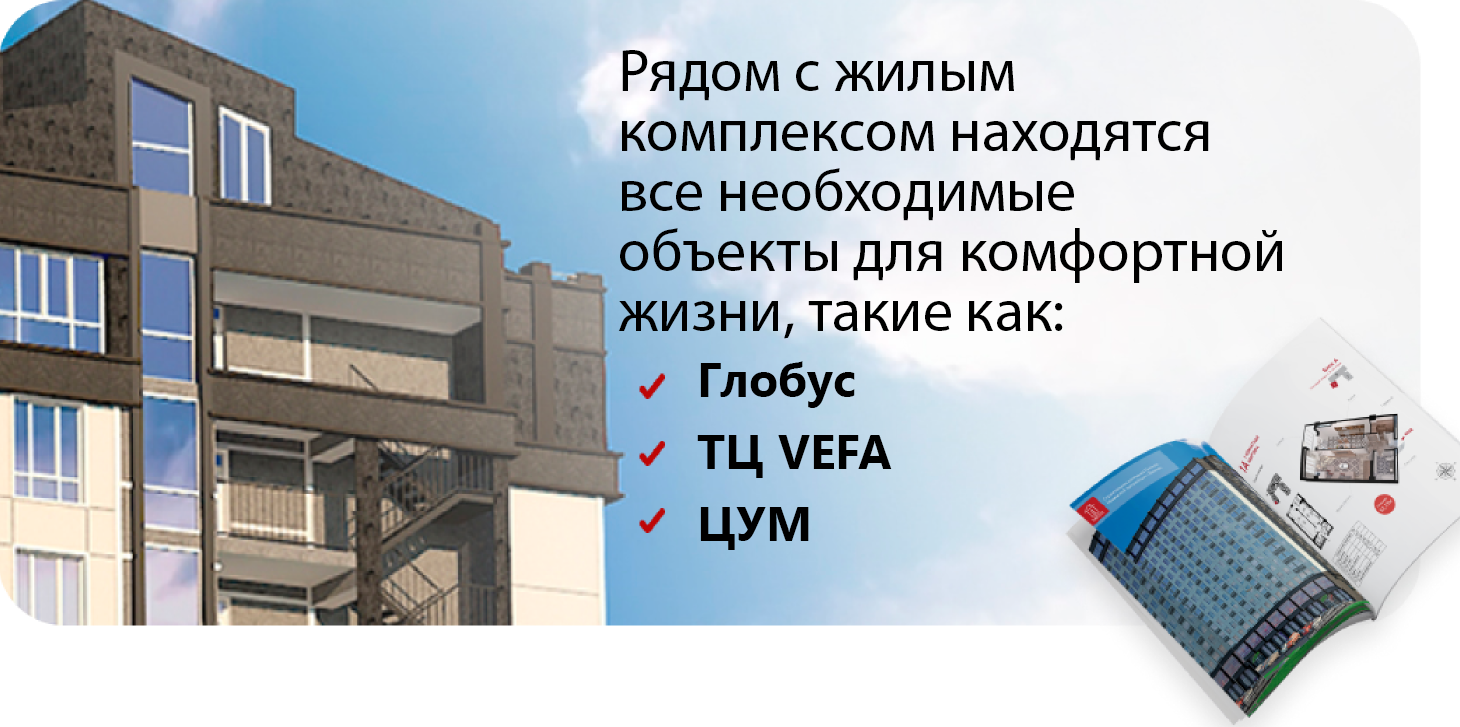 Рядом с жилым
комплексом находятся
все необходимые
объекты для комфортной
жизни, такие как:
Глобус
ТЦ VEFA
ЦУМ